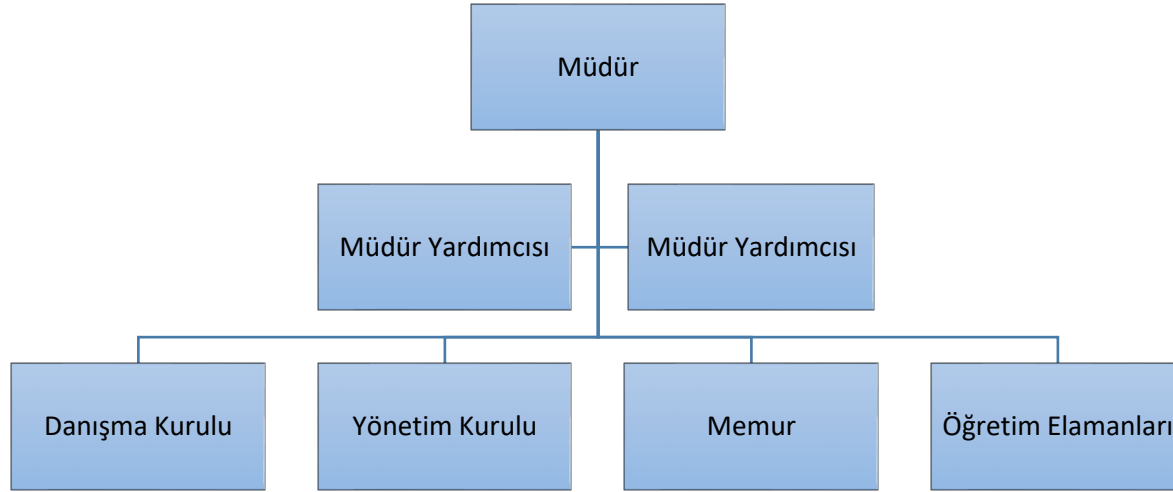 Müdür
Müdür Yardımcısı
Müdür Yardımcısı
Danışma Kurulu
Yönetim Kurulu
Memur
Öğretim Elamanları